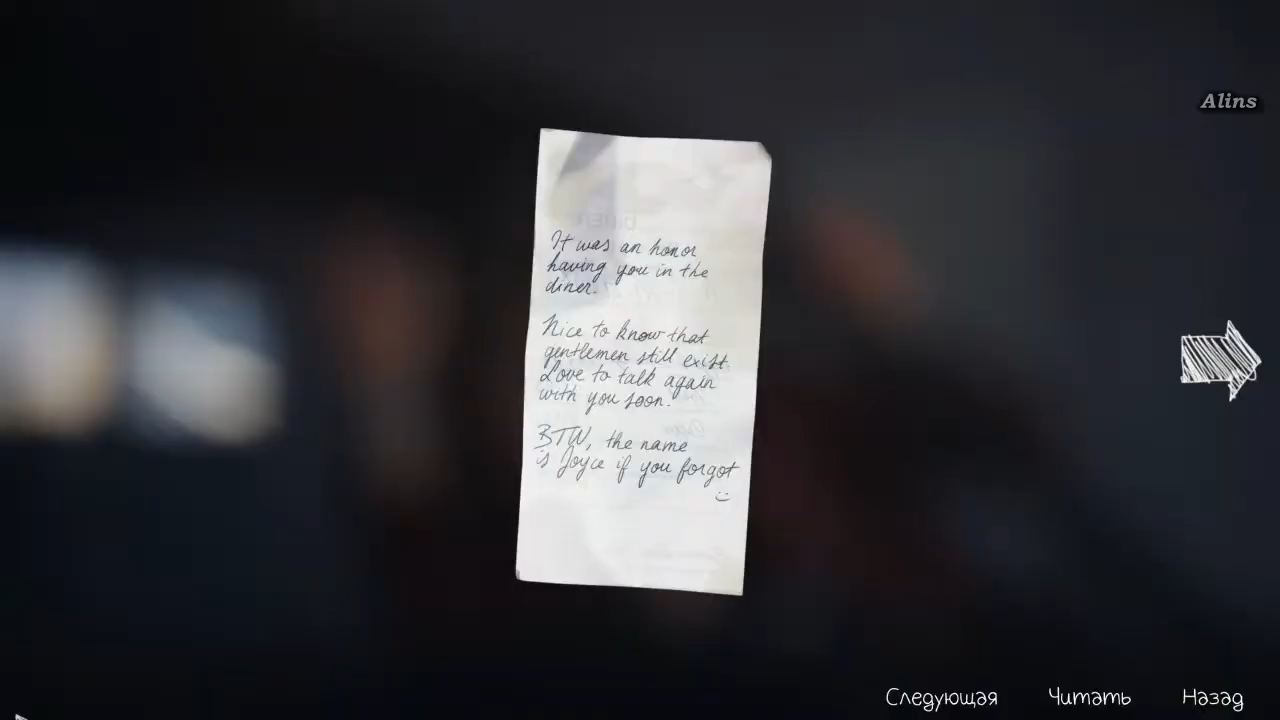 Alins
It was an honor
having you in the
diner.
Nice to know that
gentlemen still exist.
Love to talk again
with you soon.
BTW, the name
is Joyce if you forgot
Следующая
Читать
Назад